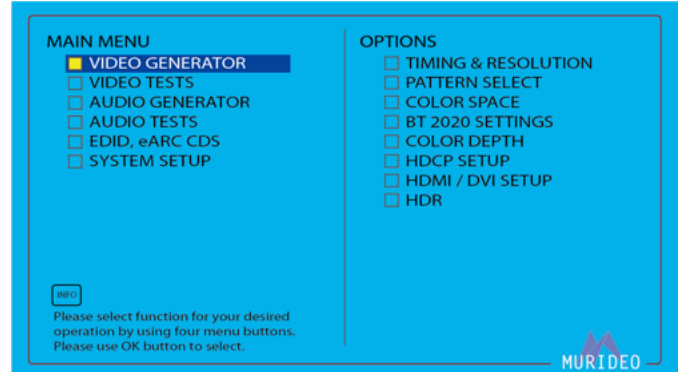 MAIN MENU
VIDEO GENERATOR
VIDEO TESTS
AUDIO GENERATOR
AUDIO TESTS
EDID, eARC CDS
SYSTEM SETUP
INFO
Please select function for your desired
operation by using four menu buttons.
Please use OK button to select.
OPTIONS
TIMING & RESOLUTION
PATTERN SELECT
COLOR SPACE
BT 2020 SETTINGS
COLOR DEPTH
HDCP SETUP
HDMI / DVI SETUP
HDR
MURIDEO